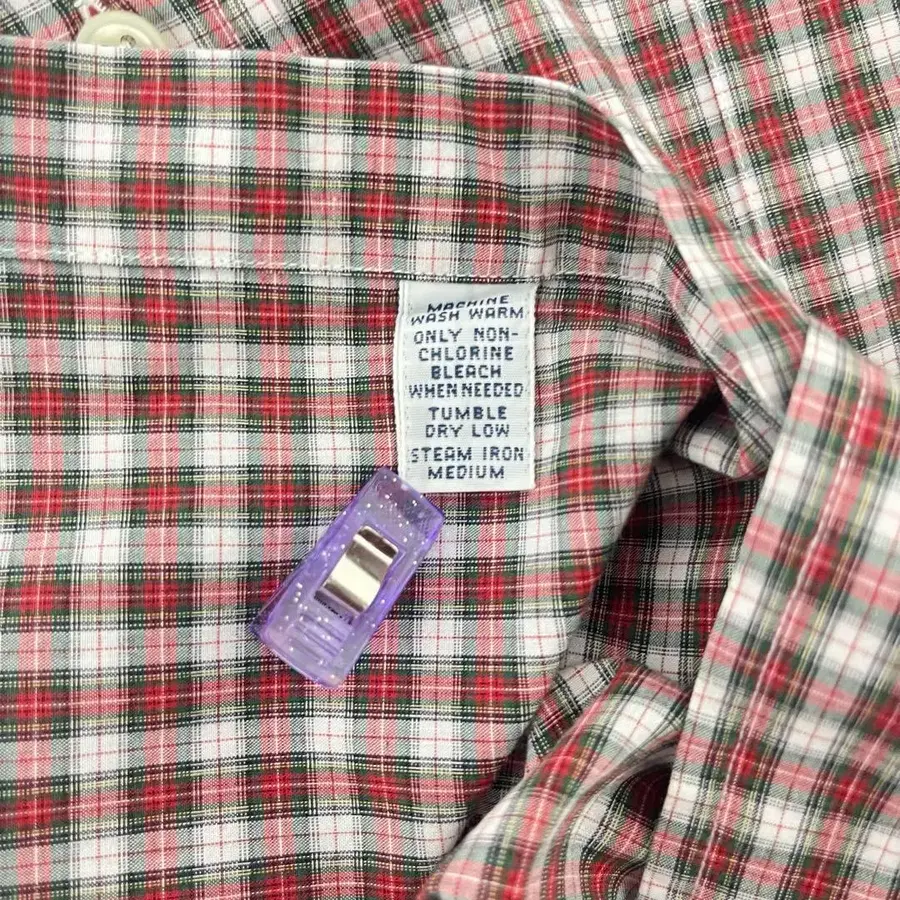 MACHINE
WASH WARM
ONLY NON-
CHLORINE
BLEACH
WHEN NEEDED
TUMBLE
DRY LOW
STEAM IRON
MEDIUM